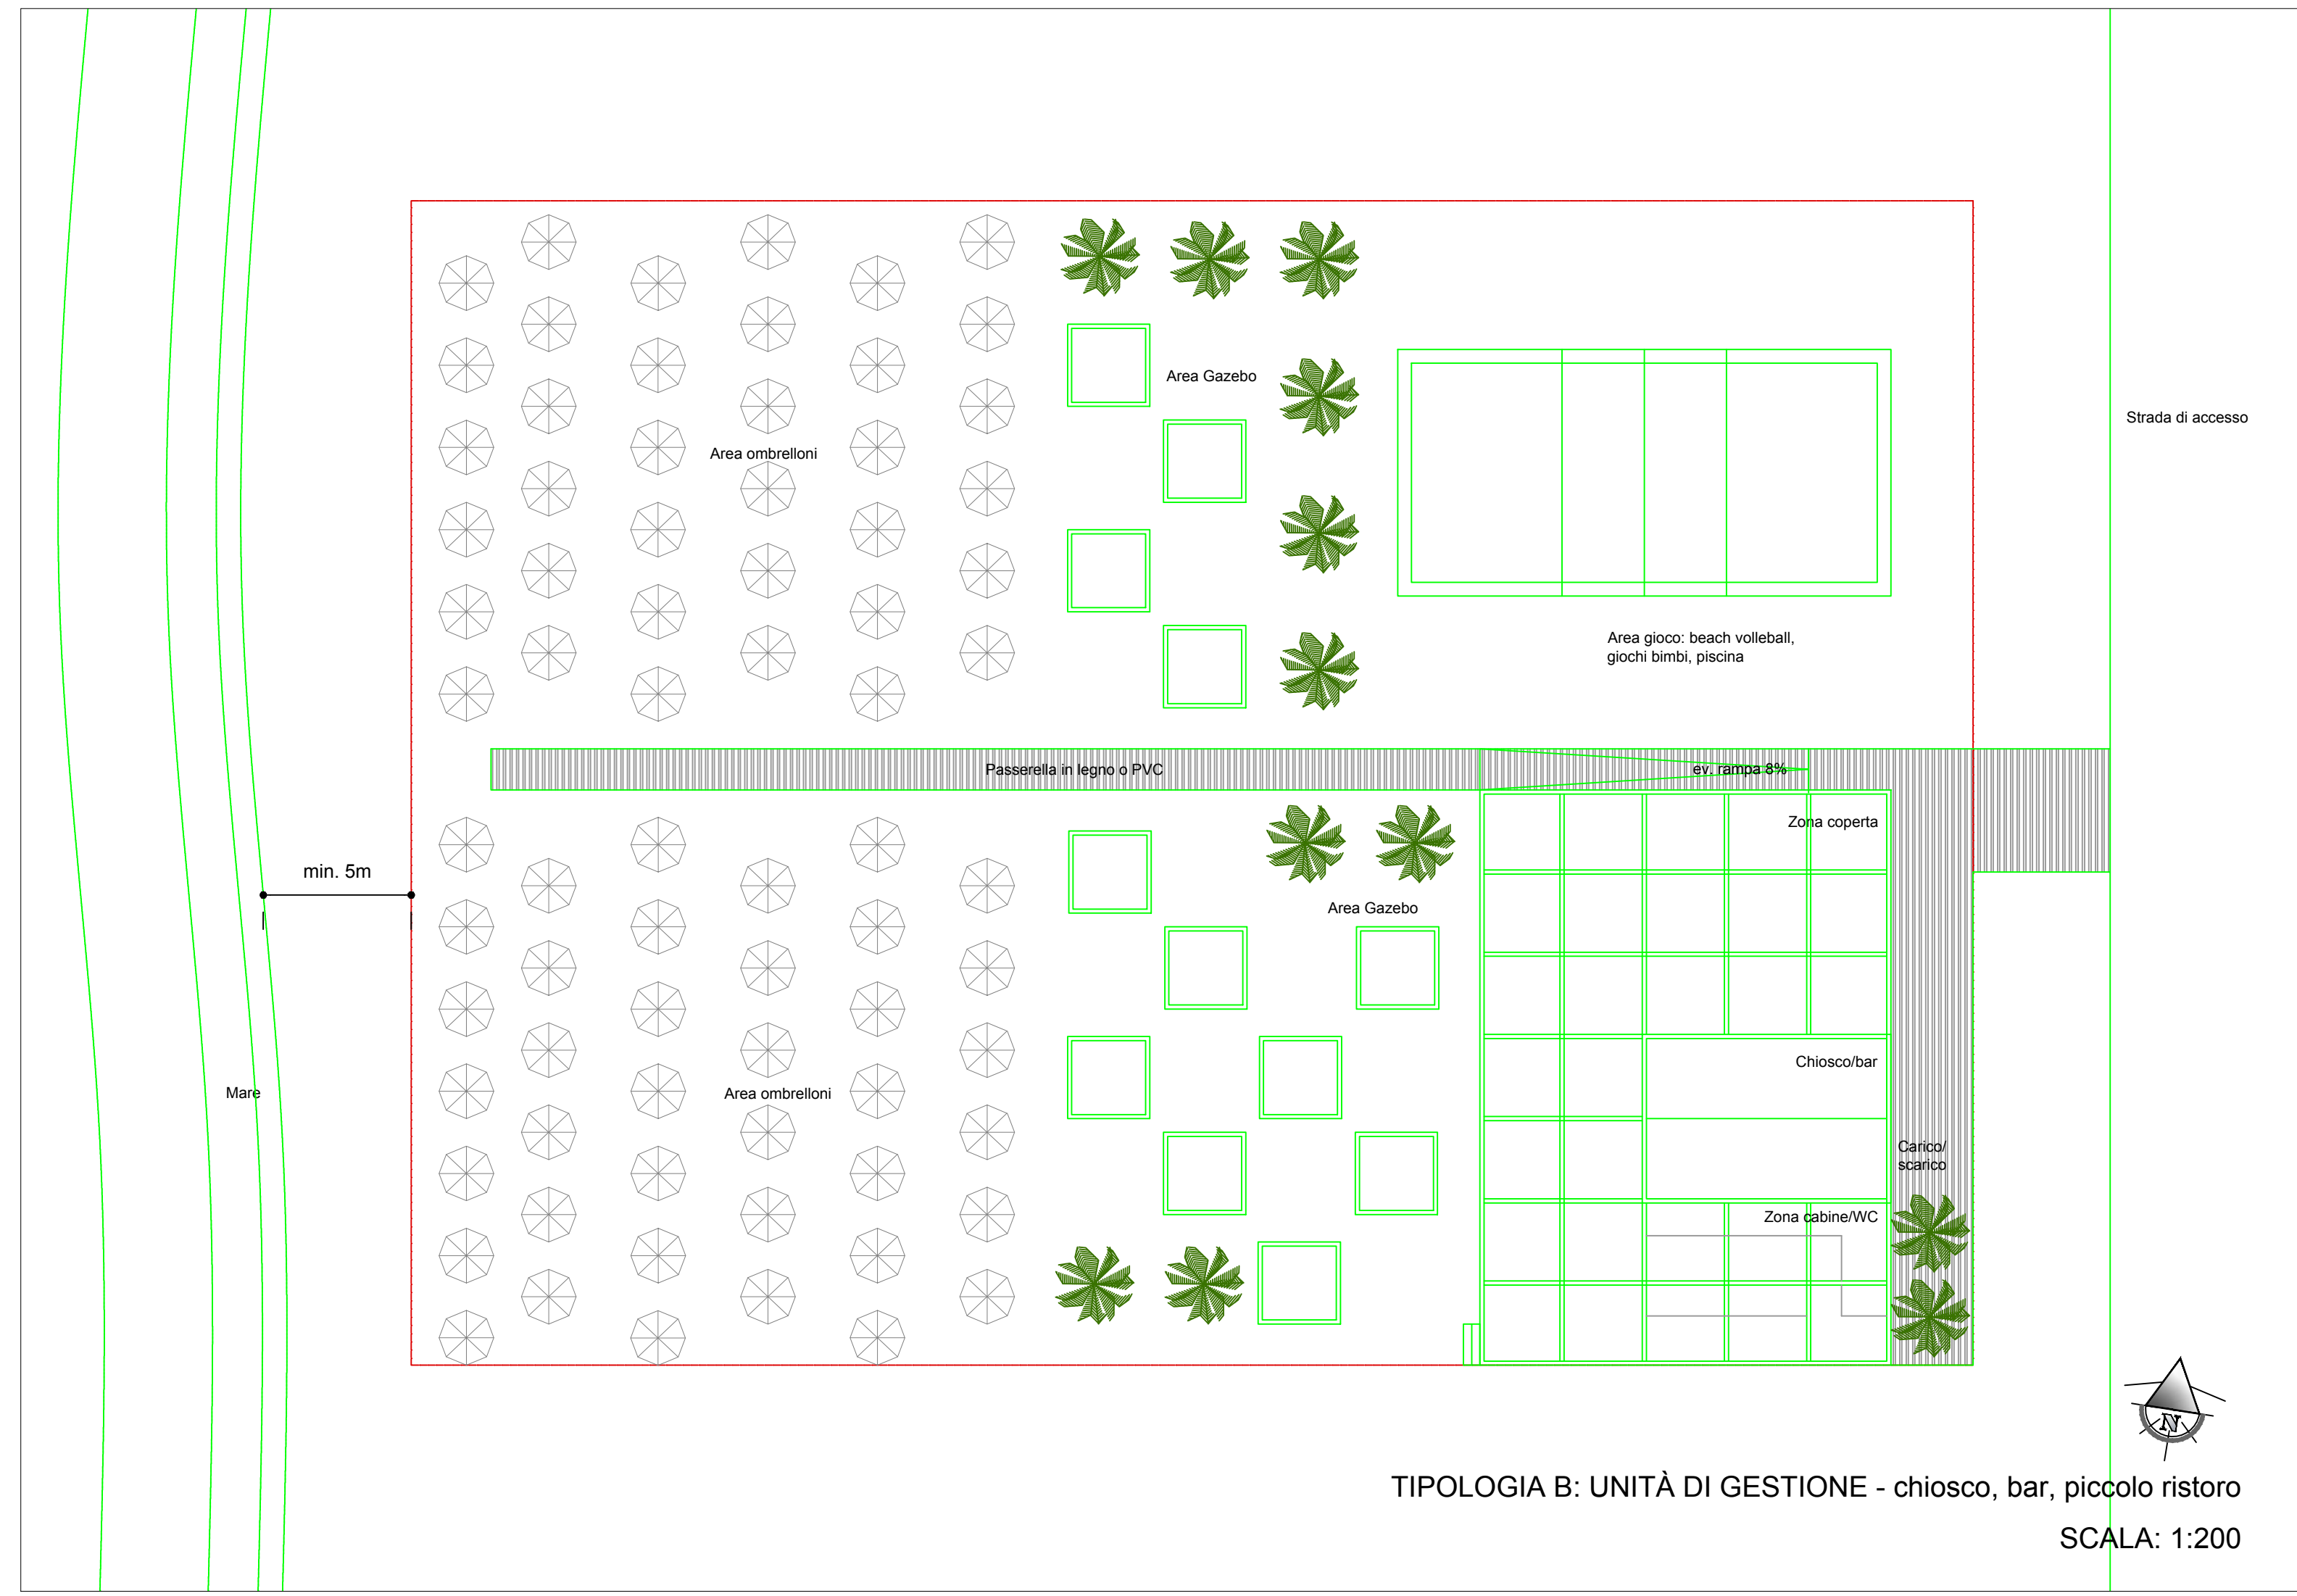 Area Gazebo
Strada di accesso
Area ombrelloni
Area gioco: beach volleball,
giochi bimbi, piscina
Passerella in legno o PVC
ev. rampa 8%
Zona coperta
min. 5m
Area Gazebo
Chiosco/bar
Mare
Area ombrelloni
Carico/
scarico
Zona cabine/WC
N
TIPOLOGIA B: UNITÀ DI GESTIONE - chiosco, bar, piccolo ristoro
SCALA: 1:200